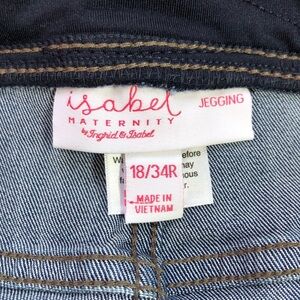 isabel
JEGGING
MATERNITY
by Ingrid & Isabel
18/34R
MADE IN
VIETNAM